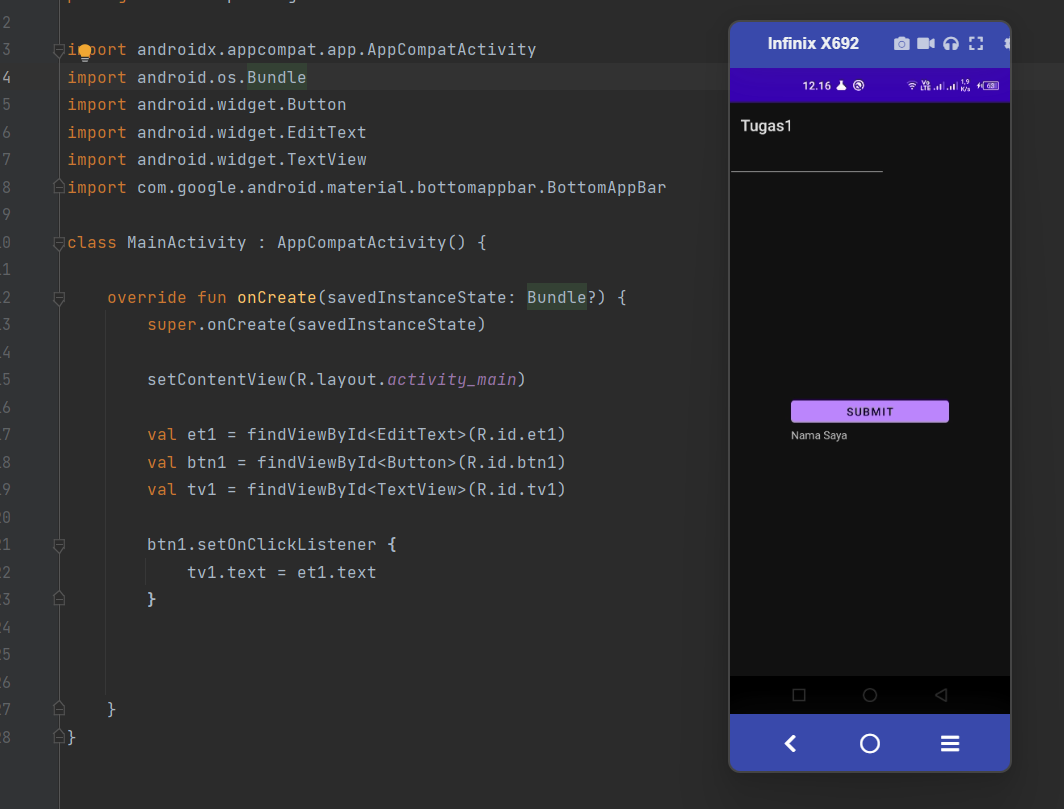 2
3 import androidx.appcompat.app.AppCompatActivity
4 import android.os.Bundle
5 import android.widget.Button
6 import android.widget.EditText
7 import android.widget.TextView
8 import com.google.android.material.bottomappbar.BottomAppBar
9
0 class MainActivity : AppCompatActivity() {
1
2 override fun onCreate(savedInstanceState: Bundle?) {
3 super.onCreate(savedInstanceState)
4
5 setContentView(R.layout.activity_main)
6
7 val et1 = findViewById<EditText>(R.id.et1)
8 val btn1 = findViewById<Button>(R.id.btn1)
9 val tv1 = findViewById<TextView>(R.id.tv1)
0
1 btn1.setOnClickListener {
2 tv1.text = et1.text
3 }
4
5
6
7 }
8 }
Infinix X692
12.16
1.9
K/s
Tugas1
SUBMIT
Nama Saya